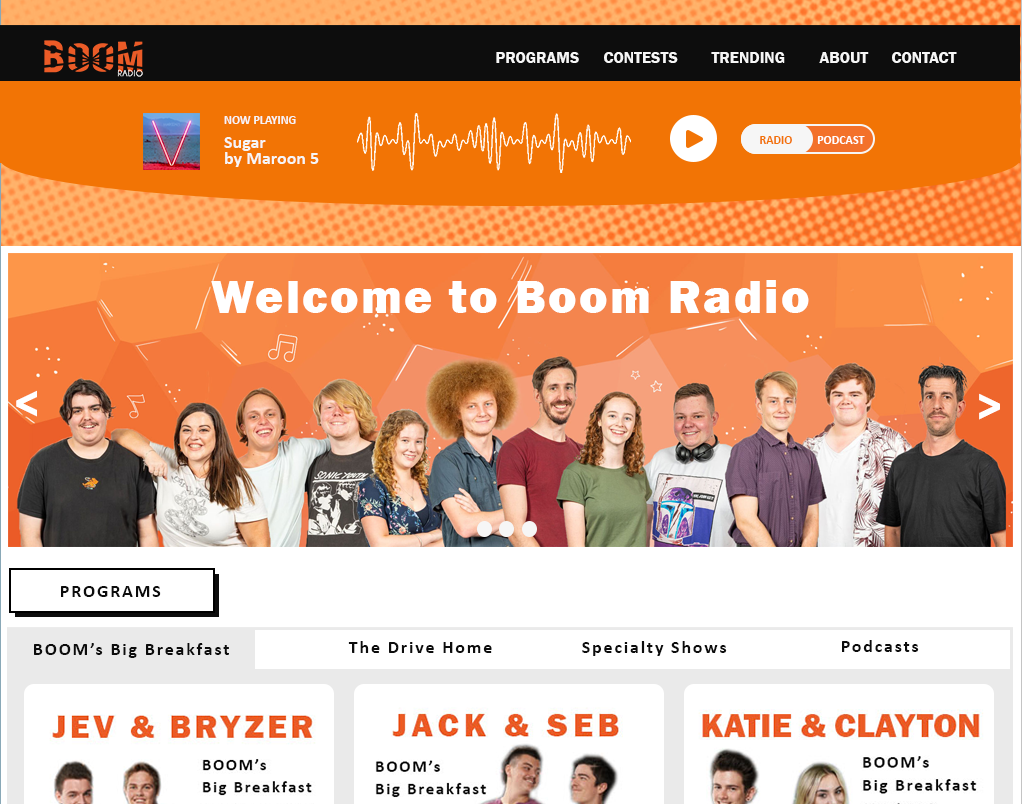 BOOM
RADIO
PROGRAMS CONTESTS TRENDING ABOUT CONTACT
NOW PLAYING
Sugar
by Maroon 5
RADIO PODCAST
Welcome to Boom Radio
< >
SONIC YOUTH
PROGRAMS
BOOM’s Big Breakfast The Drive Home Specialty Shows Podcasts
JEV & BRYZER
BOOM’s
Big Breakfast
JACK & SEB
BOOM’s
Big Breakfast
KATIE & CLAYTON
BOOM’s
Big Breakfast